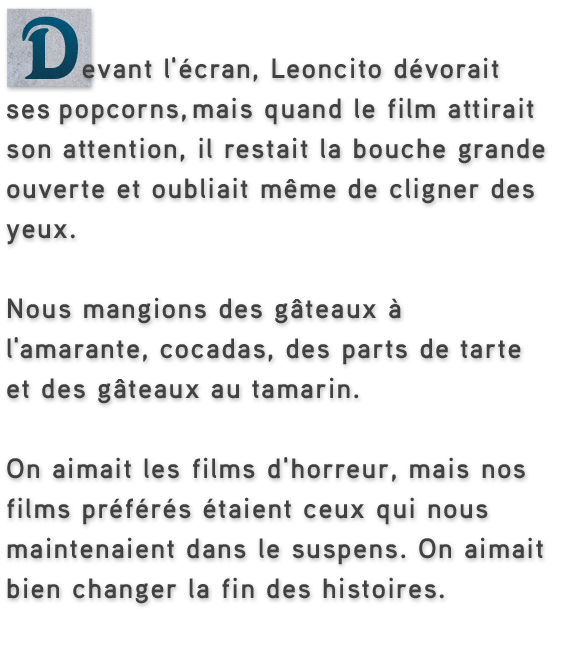 Devant l'écran, Leoncito dévorait
ses popcorns, mais quand le film attirait
son attention, il restait la bouche grande
ouverte et oubliait même de cligner des
yeux.
Nous mangions des gâteaux à
l'amarante, cocadas, des parts de tarte
et des gâteaux au tamarin.
On aimait les films d'horreur, mais nos
films préférés étaient ceux qui nous
maintenaient dans le suspens. On aimait
bien changer la fin des histoires.